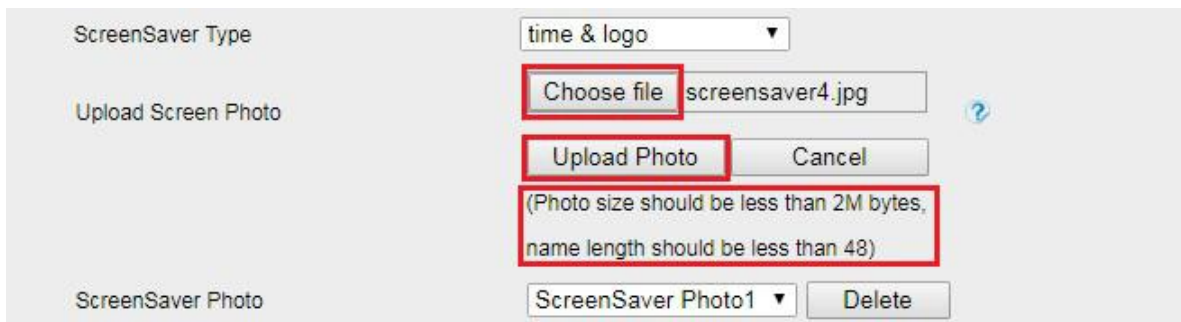 ScreenSaver Type time & logo
Upload Screen Photo Choose file screensaver4.jpg
Upload Photo Cancel
(Photo size should be less than 2M bytes,
name length should be less than 48)
ScreenSaver Photo ScreenSaver Photo1 Delete